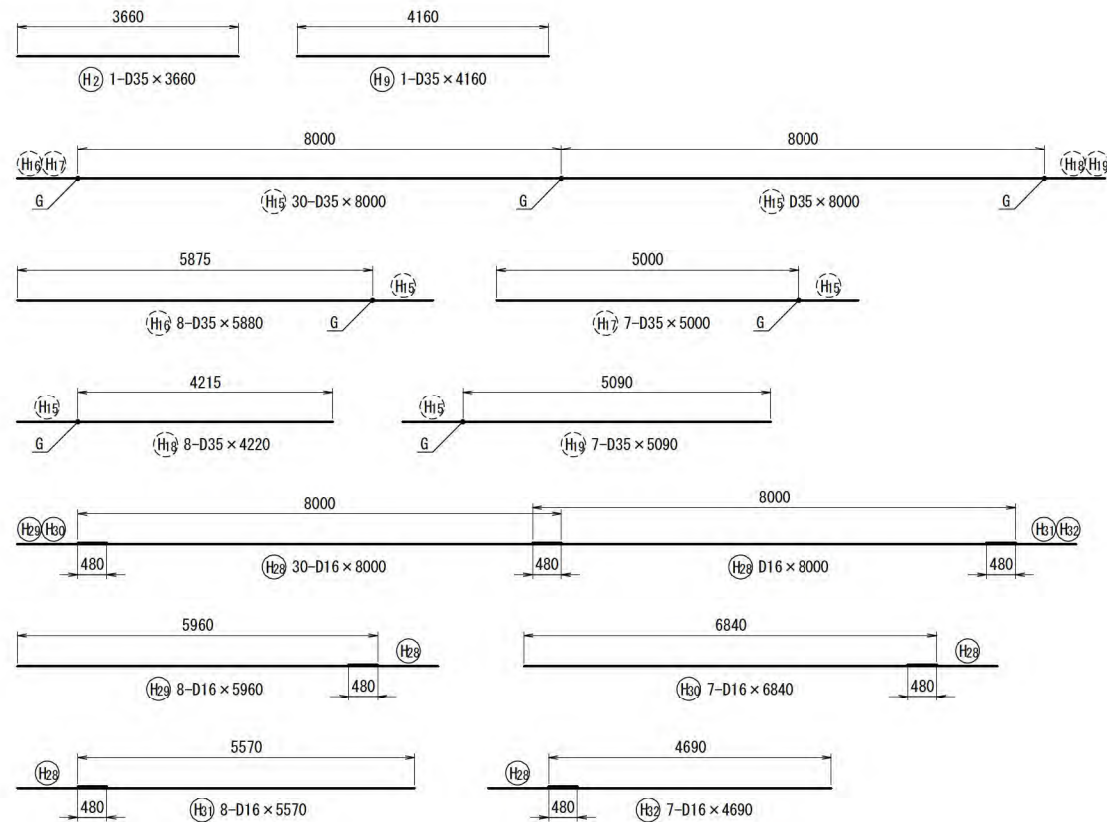 3660 4160
H2 1-D35×3660 H9 1-D35×4160
8000 8000
H16 H17 H18 H19
G H15 30-D35×8000 G H15 D35×8000 G
5875 5000
H15 H15
H16 8-D35×5880 G H17 7-D35×5000 G
4215 5090
H15 H15
G H18 8-D35×4220 G H19 7-D35×5090
8000 8000
H29 H30 H31 H32
480 H28 30-D16×8000 480 H28 D16×8000 480
5960 6840
H28 H28
H29 8-D16×5960 480 H30 7-D16×6840 480
5570 4690
H28 H28
480 H31 8-D16×5570 480 H32 7-D16×4690